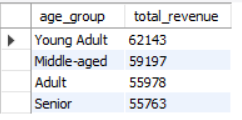 age_group total_revenue
Young Adult 62143
Middle-aged 59197
Adult 55978
Senior 55763